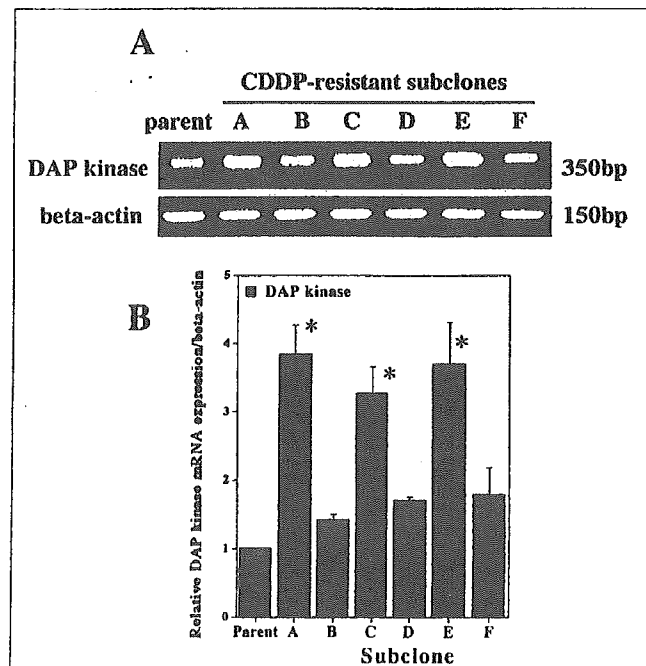 A
CDDP-resistant subclones
parent A B C D E F
DAP kinase 350bp
beta-actin 150bp
B
Relative DAP kinase mRNA expression/beta-actin
5
4
3
2
1
0
DAP kinase
* * *
Parent A B C D E F
Subclone